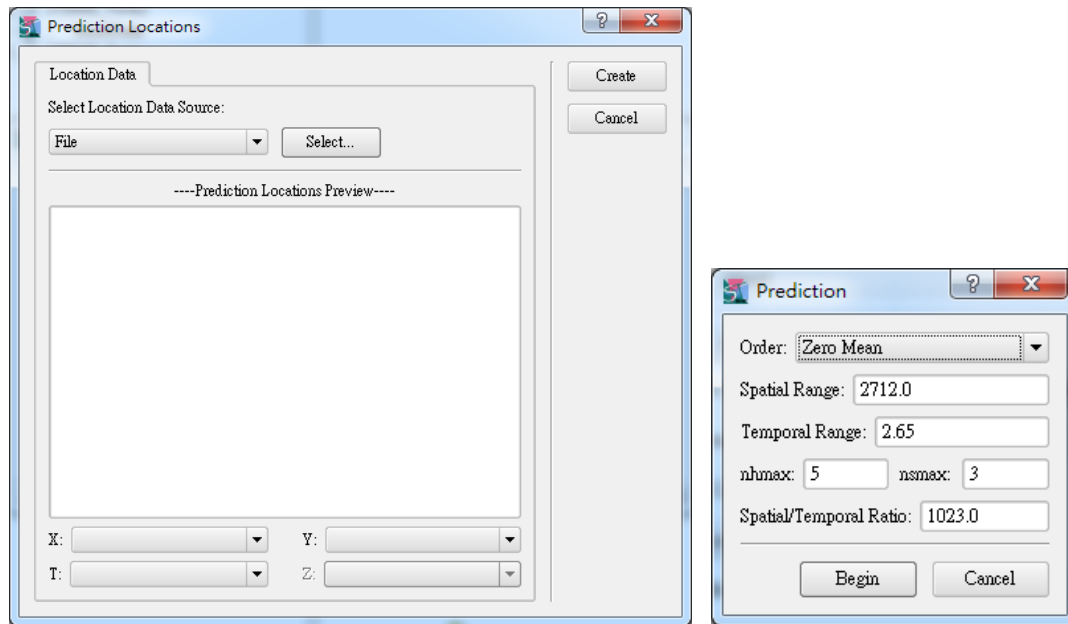 Prediction Locations
Location Data
Create
Select Location Data Source:
Cancel
File
Select...
----Prediction Locations Preview----
X:
Y:
T:
Z:
Prediction
Order: Zero Mean
Spatial Range: 2712.0
Temporal Range: 2.65
nhmax: 5 nsmax: 3
Spatial/Temporal Ratio: 1023.0
Begin
Cancel